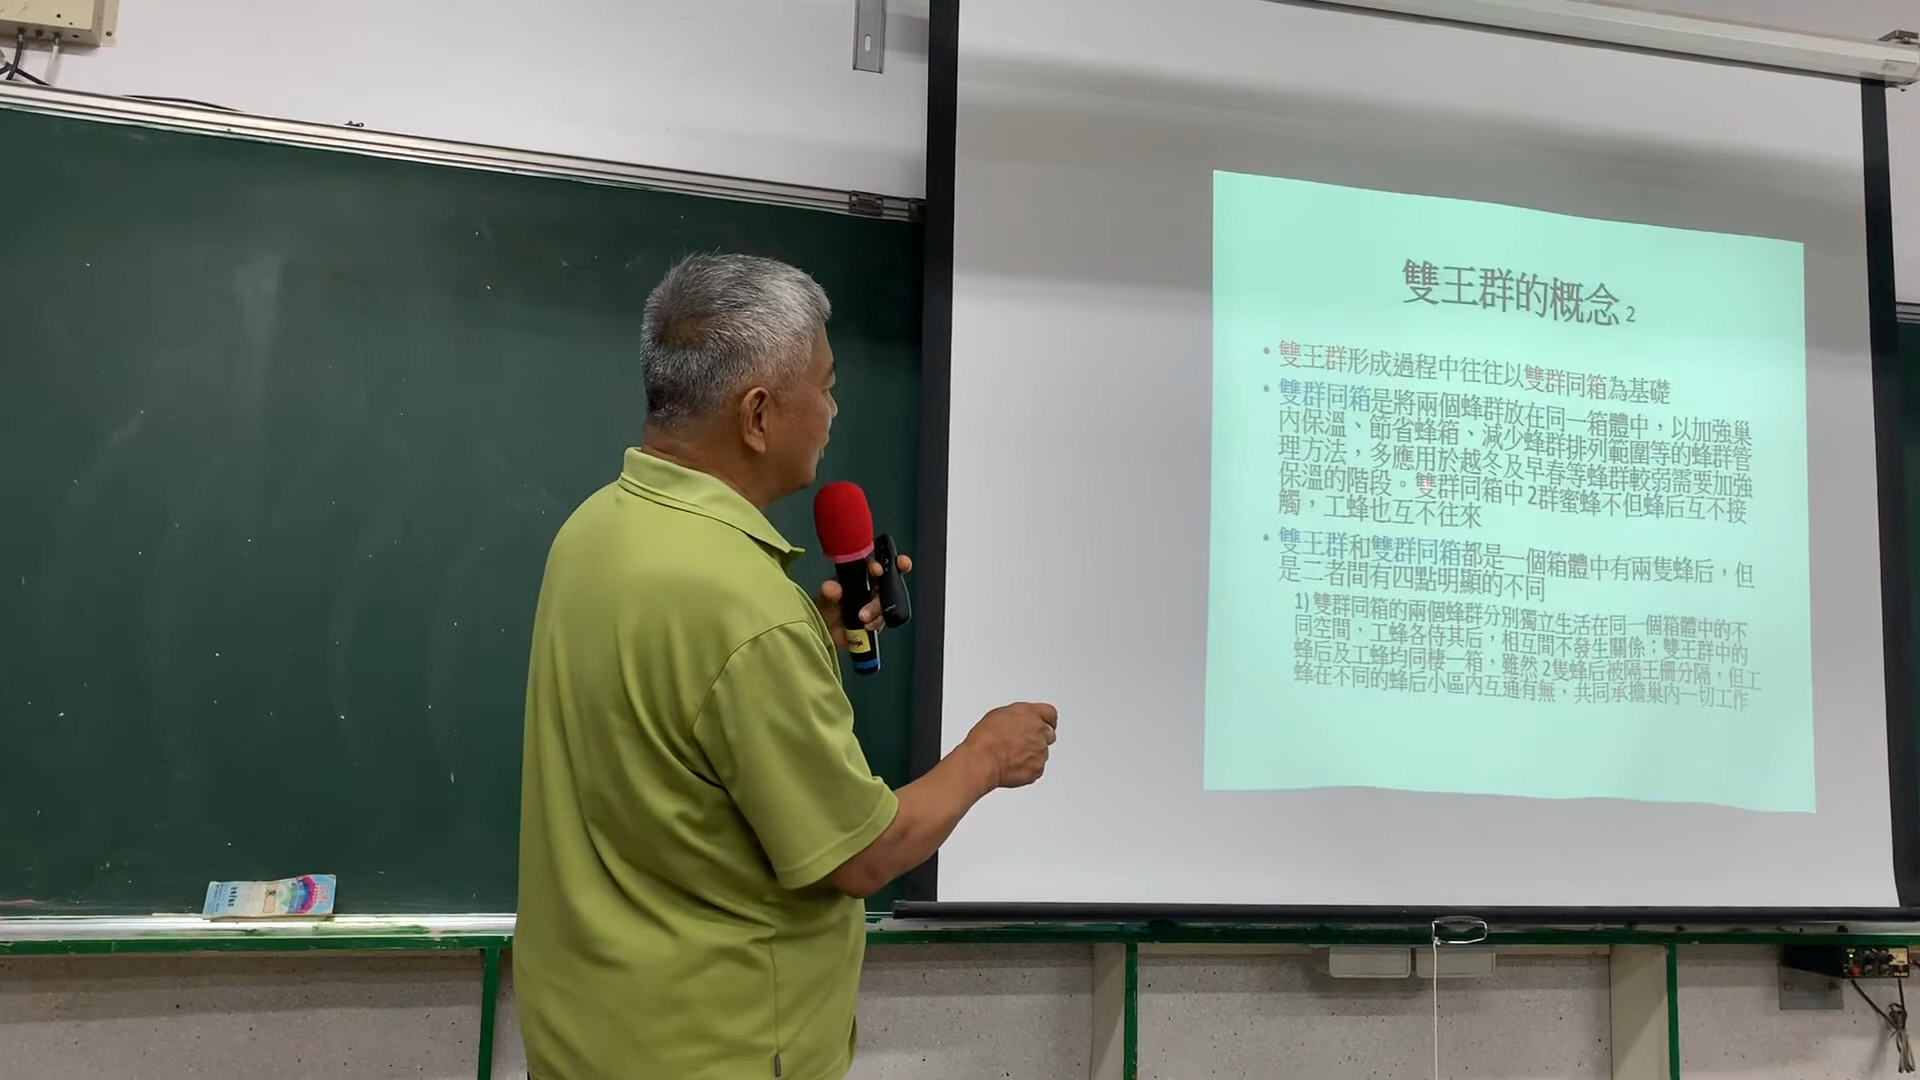 雙王群的概念 2
• 雙王群形成過程中往往以雙群同箱為基礎
• 雙群同箱是將兩個蜂群放在同一箱體中，以加強巢
內保溫、節省蜂箱、減少蜂群排列範圍等的蜂群管
理方法，多應用於越冬及早春等蜂群較弱需要加強
保溫的階段。雙群同箱中2群蜜蜂不但蜂后互不接
觸，工蜂也互不往來
• 雙王群和雙群同箱都是一個箱體中有兩隻蜂后，但
是二者間有四點明顯的不同
1) 雙群同箱的兩個蜂群分別獨立生活在同一個箱體中的不
同空間，工蜂各侍其后，相互間不發生關係；雙王群中的
蜂后及工蜂均同棲一箱，雖然2隻蜂后被隔王柵分隔，但工
蜂在不同的蜂后小區內互通有無，共同承擔巢內一切工作